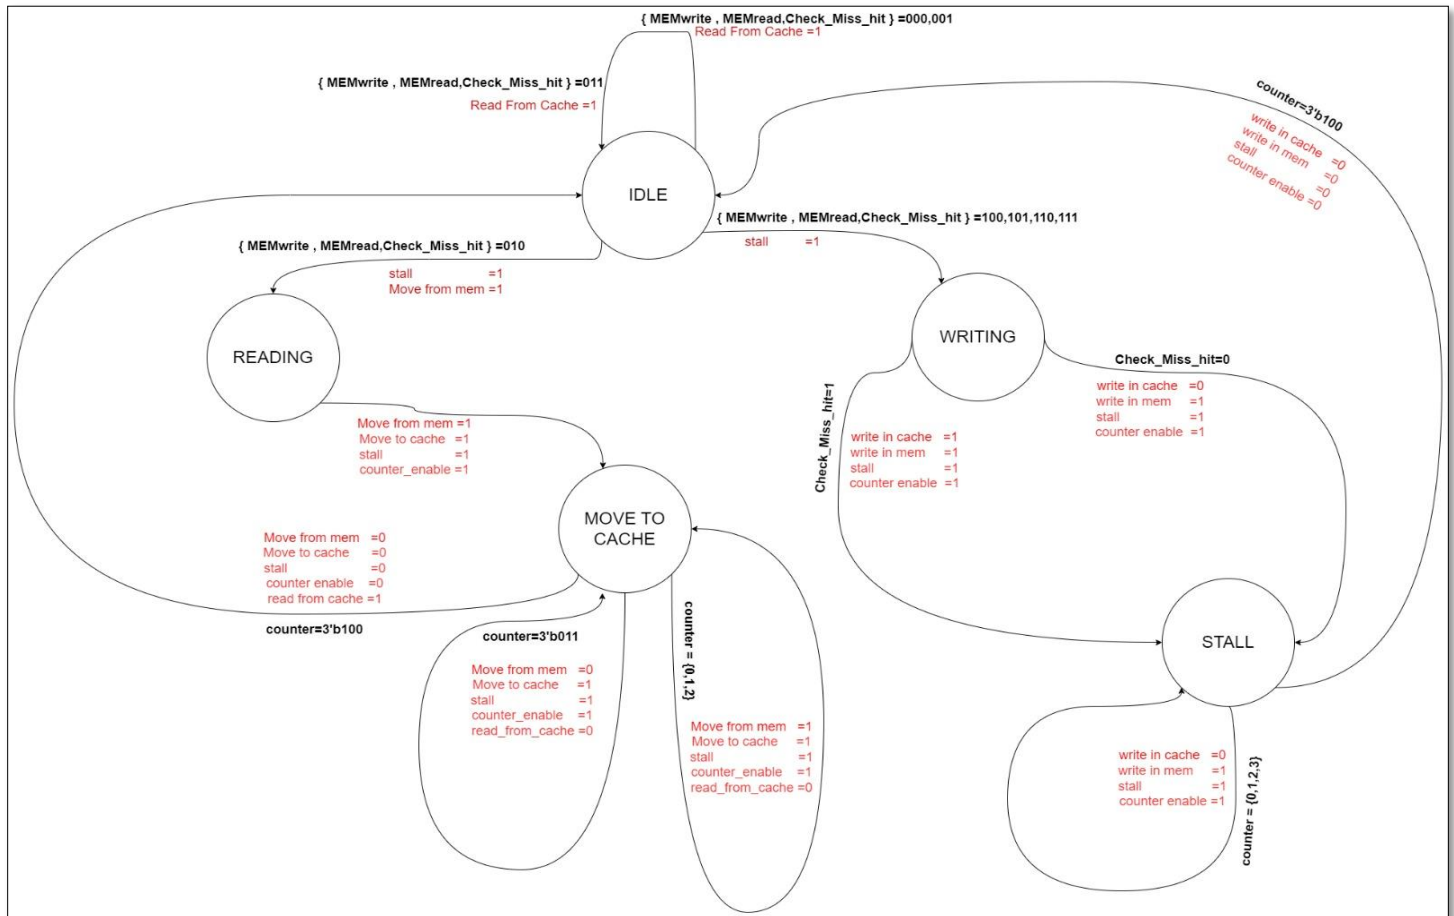 { MEMwrite , MEMread,Check_Miss_hit } =000,001
Read From Cache =1
{ MEMwrite , MEMread,Check_Miss_hit } =011
Read From Cache =1
counter=3'b100
write in cache =0
write in mem =0
stall =0
counter enable =0
IDLE
{ MEMwrite , MEMread,Check_Miss_hit } =100,101,110,111
stall =1
{ MEMwrite , MEMread,Check_Miss_hit } =010
stall =1
Move from mem =1
READING
WRITING
Check_Miss_hit=0
write in cache =0
write in mem =1
stall =1
counter enable =1
Check_Miss_hit=1
write in cache =1
write in mem =1
stall =1
counter enable =1
Move from mem =1
Move to cache =1
stall =1
counter_enable =1
MOVE TO
CACHE
Move from mem =0
Move to cache =0
stall =0
counter enable =0
read from cache =1
counter=3'b100
counter=3'b011
Move from mem =0
Move to cache =1
stall =1
counter_enable =1
read_from_cache =0
counter = {0,1,2}
Move from mem =1
Move to cache =1
stall =1
counter_enable =1
read_from_cache =0
STALL
write in cache =0
write in mem =1
stall =1
counter enable =1
counter = {0,1,2,3}